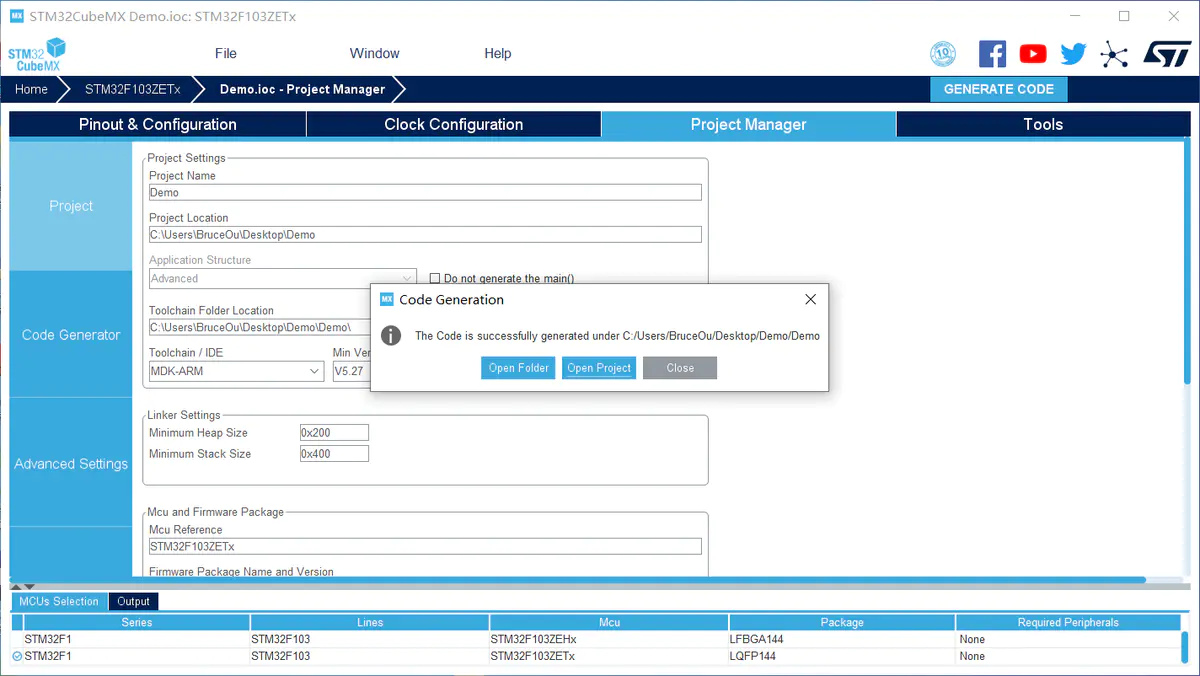 MX STM32CubeMX Demo.ioc: STM32F103ZETx
STM32
CubeMX
File Window Help
10
ST
Home STM32F103ZETx Demo.ioc - Project Manager GENERATE CODE
Pinout & Configuration Clock Configuration Project Manager Tools
Project
Code Generator
Advanced Settings
Project Settings
Project Name
Demo
Project Location
C:\Users\BruceOu\Desktop\Demo
Application Structure
Advanced Do not generate the main()
Toolchain Folder Location
C:\Users\BruceOu\Desktop\Demo\Demo\
Toolchain / IDE Min Ver
MDK-ARM V5.27
MX Code Generation
The Code is successfully generated under C:/Users/BruceOu/Desktop/Demo/Demo
Open Folder Open Project Close
Linker Settings
Minimum Heap Size 0x200
Minimum Stack Size 0x400
Mcu and Firmware Package
Mcu Reference
STM32F103ZETx
Firmware Package Name and Version
MCUs Selection Output
Series Lines Mcu Package Required Peripherals
STM32F1 STM32F103 STM32F103ZEHx LFBGA144 None
STM32F1 STM32F103 STM32F103ZETx LQFP144 None